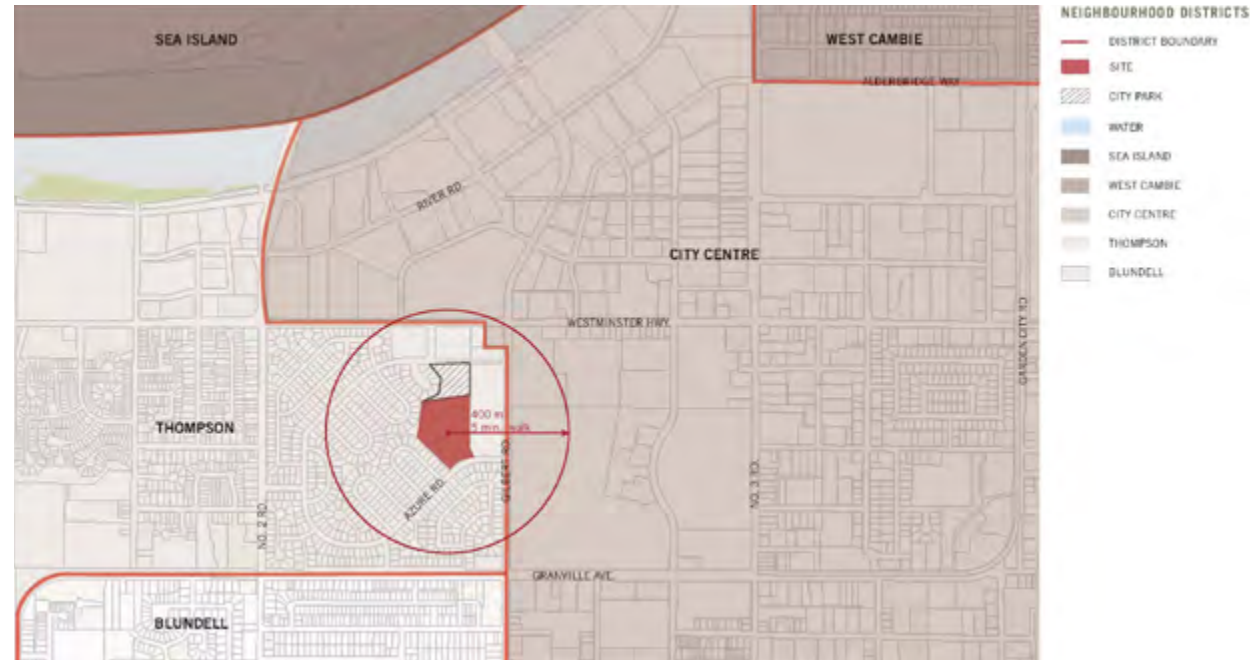 NEIGHBOURHOOD DISTRICTS
DISTRICT BOUNDARY
SITE
CITY PARK
WATER
SEA ISLAND
WEST CAMBIE
CITY CENTRE
THOMPSON
BLUNDELL
SEA ISLAND
WEST CAMBIE
ALDERBRIDGE WAY
RIVER RD.
CITY CENTRE
WESTMINSTER HWY.
GARDEN CITY RD.
THOMPSON
400 m
5 min. walk
GILBERT RD.
AZURE RD.
NO. 2 RD.
NO. 3 RD.
GRANVILLE AVE.
BLUNDELL